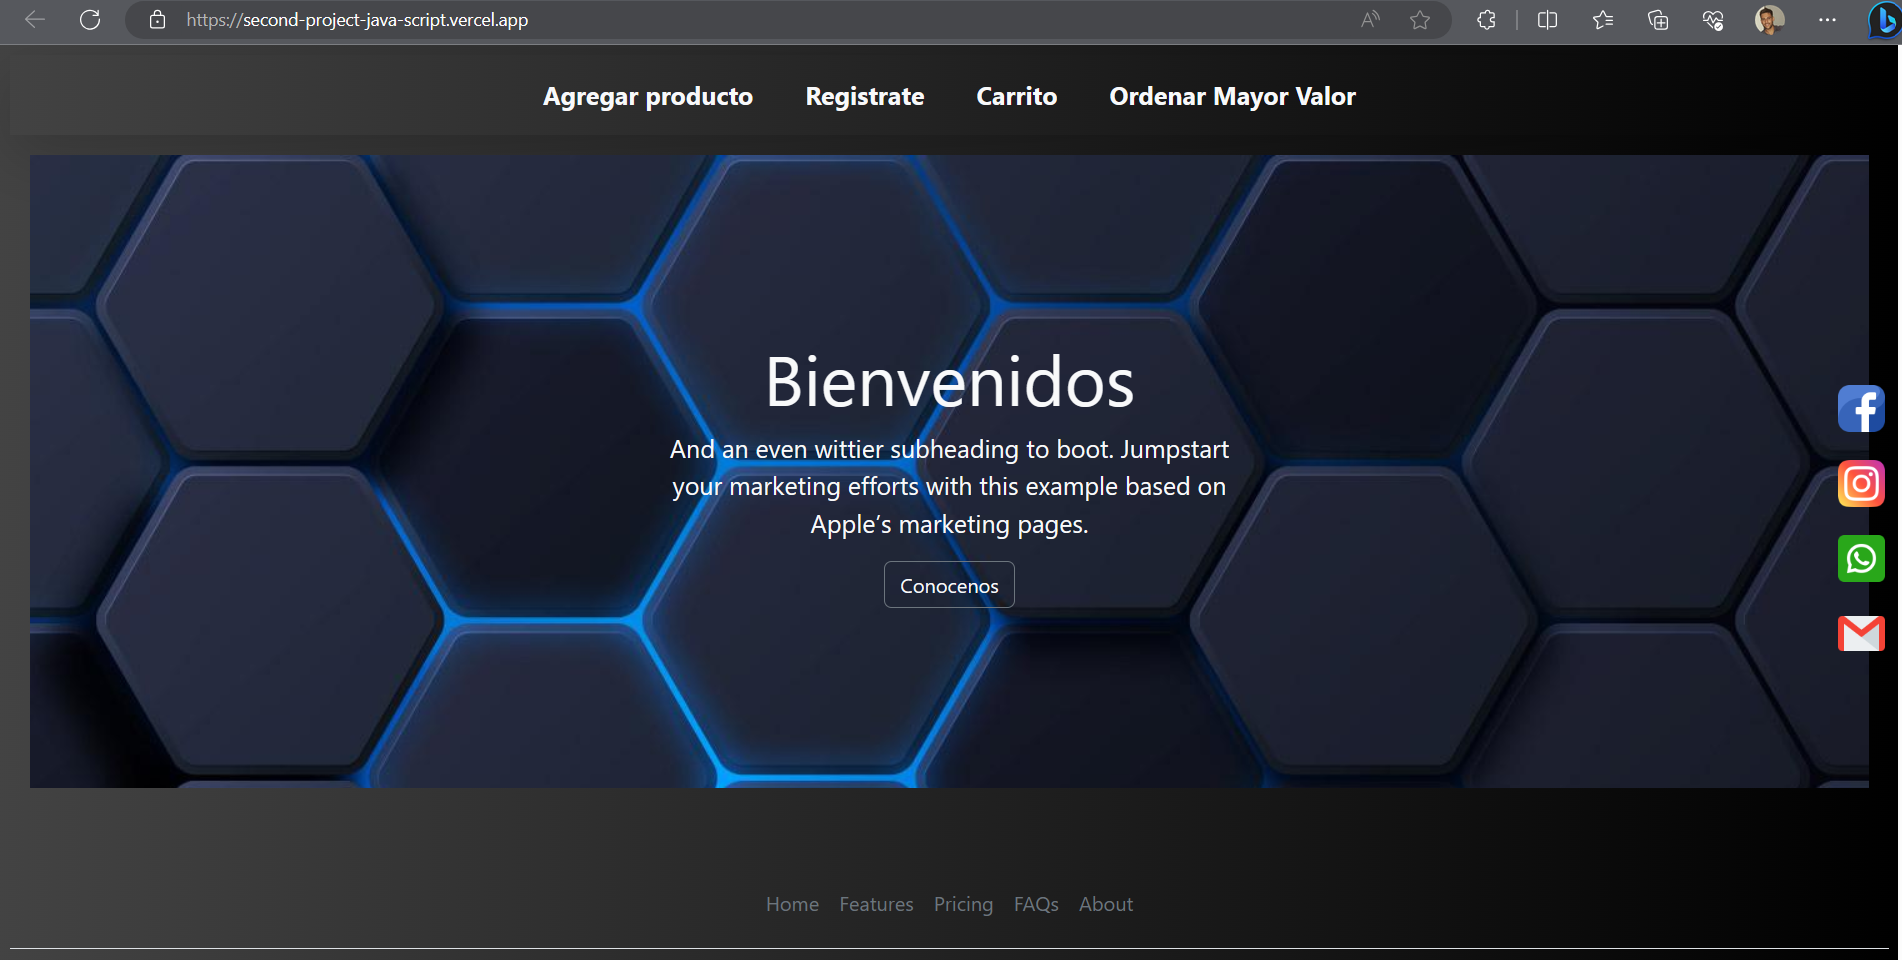 https://second-project-java-script.vercel.app
Agregar producto Registrate Carrito Ordenar Mayor Valor
Bienvenidos
And an even wittier subheading to boot. Jumpstart
your marketing efforts with this example based on
Apple’s marketing pages.
Conocenos
Home Features Pricing FAQs About